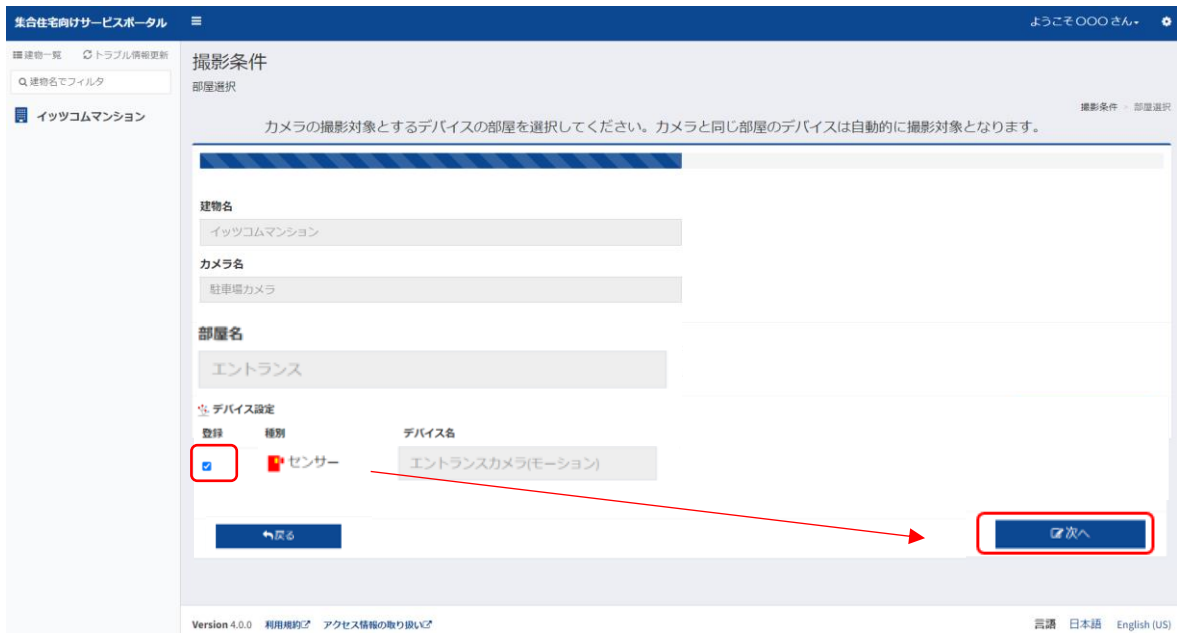 集合住宅向けサービスポータル
ようこそ〇〇〇さん
建物一覧 トラブル情報更新
建物名でフィルタ
イッツコムマンション
撮影条件
部屋選択
撮影条件 部屋選択
カメラの撮影対象とするデバイスの部屋を選択してください。カメラと同じ部屋のデバイスは自動的に撮影対象となります。
建物名
イッツコムマンション
カメラ名
駐車場カメラ
部屋名
エントランス
デバイス設定
登録 種別 デバイス名
センサー エントランスカメラ(モーション)
戻る 次へ
Version 4.0.0 利用規約 アクセス情報の取り扱い 言語 日本語 English (US)